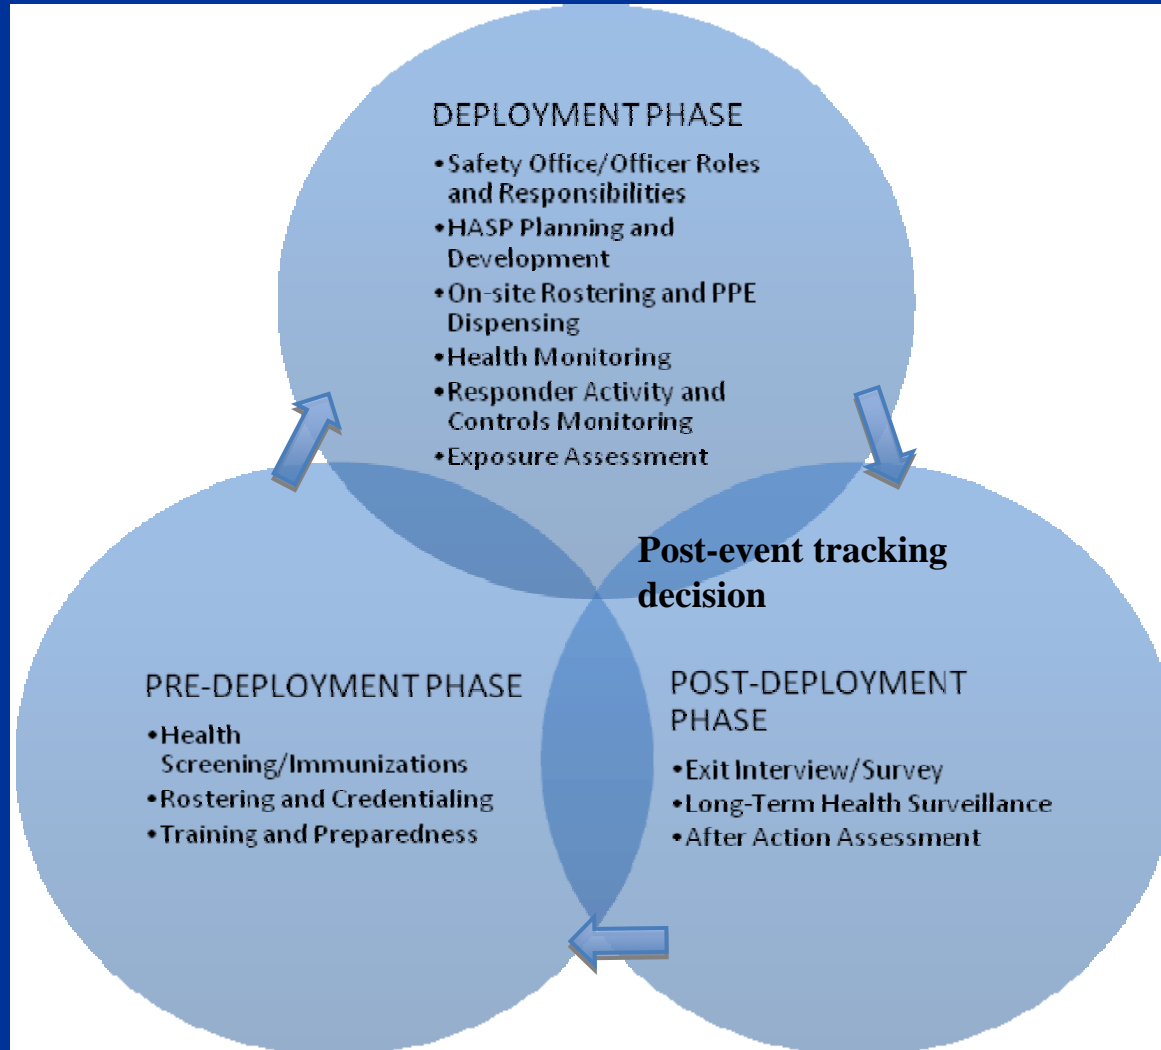 DEPLOYMENT PHASE
•Safety Office/Officer Roles
and Responsibilities
•HASP Planning and
Development
•On-site Rostering and PPE
Dispensing
•Health Monitoring
•Responder Activity and
Controls Monitoring
•Exposure Assessment
Post-event tracking
decision
PRE-DEPLOYMENT PHASE
•Health
Screening/Immunizations
•Rostering and Credentialing
•Training and Preparedness
POST-DEPLOYMENT
PHASE
•Exit Interview/Survey
•Long-Term Health Surveillance
•After Action Assessment